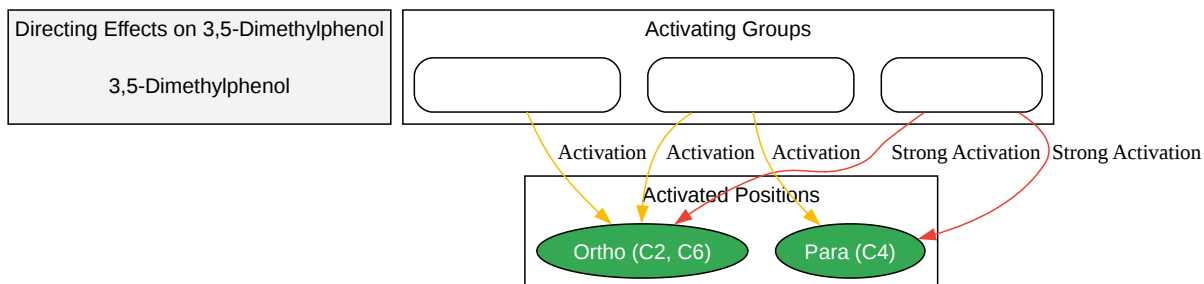 Directing Effects on 3,5-Dimethylphenol
3,5-Dimethylphenol
Activating Groups
Activation
Activation
Activation
Strong Activation
Strong Activation
Activated Positions
Ortho (C2, C6)
Para (C4)